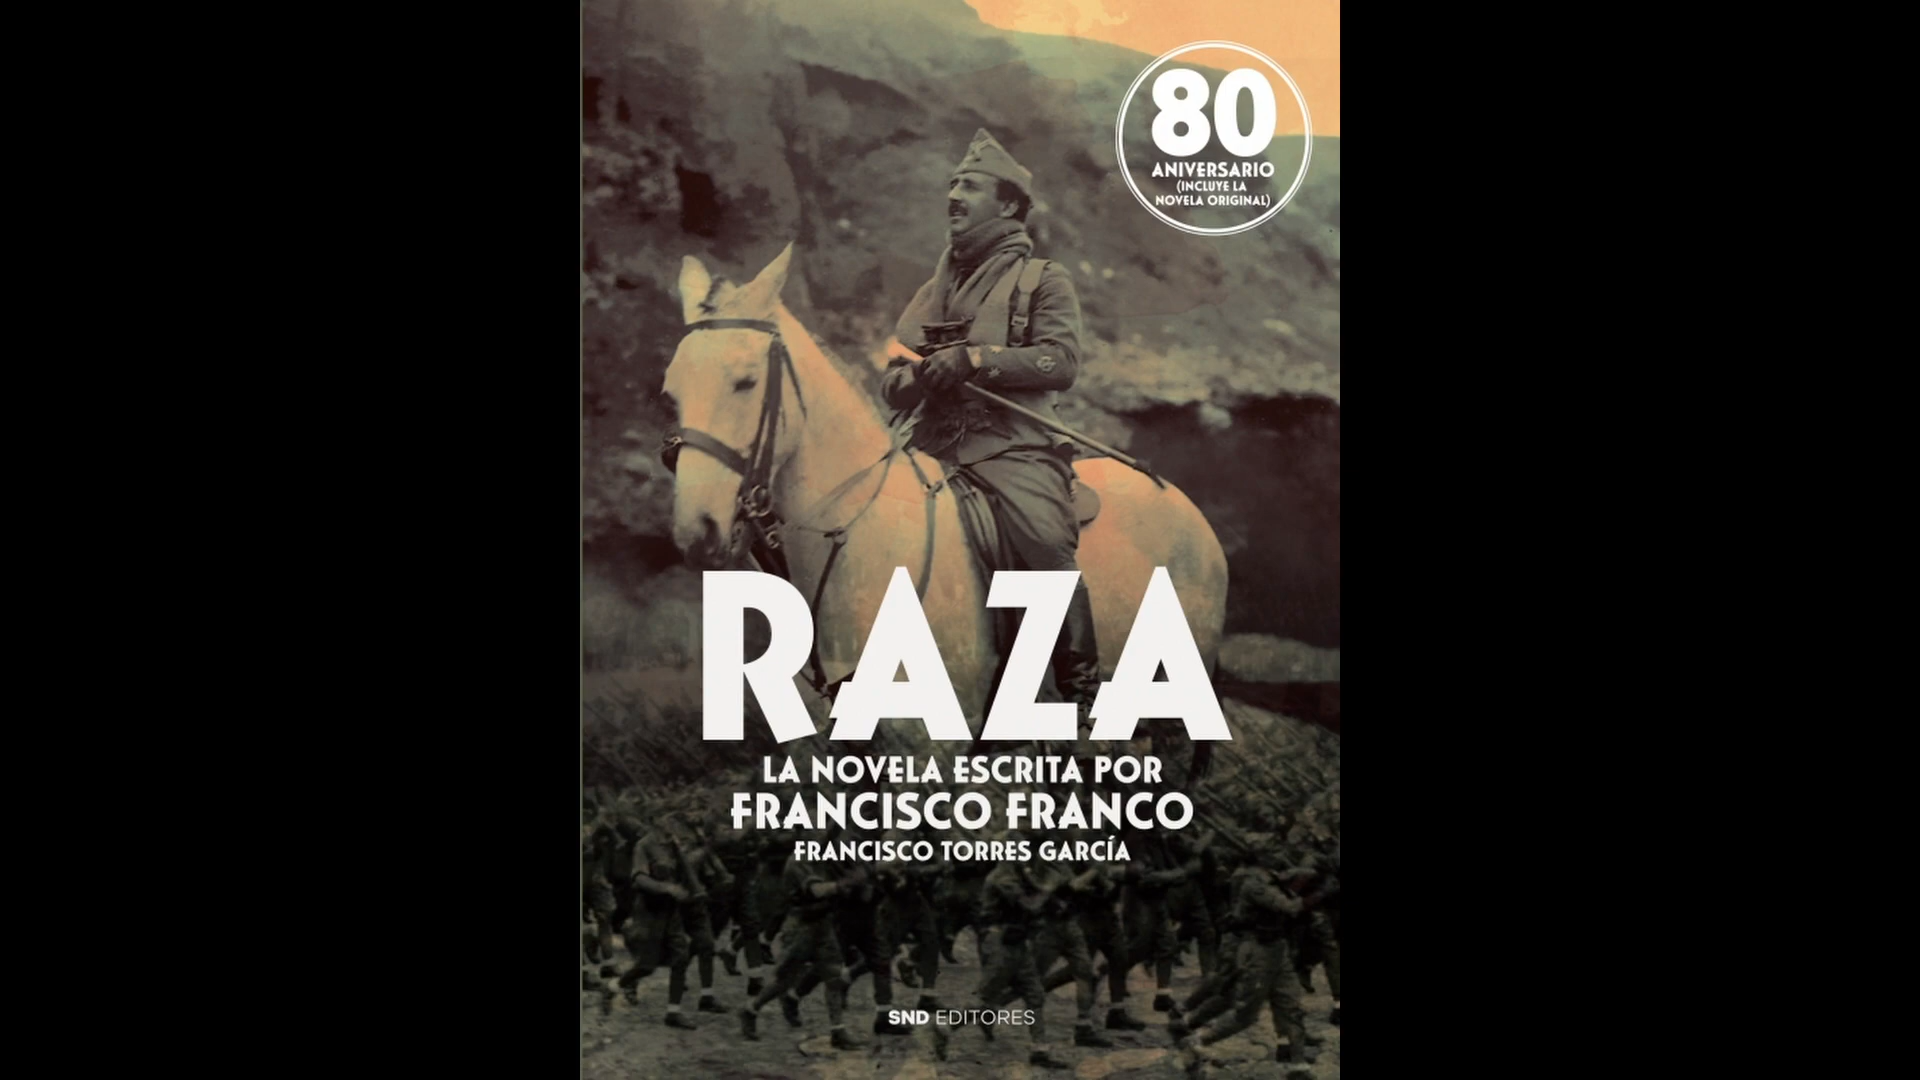 80
ANIVERSARIO
(INCLUYE LA
NOVELA ORIGINAL)
RAZA
LA NOVELA ESCRITA POR
FRANCISCO FRANCO
FRANCISCO TORRES GARCÍA
SND EDITORES